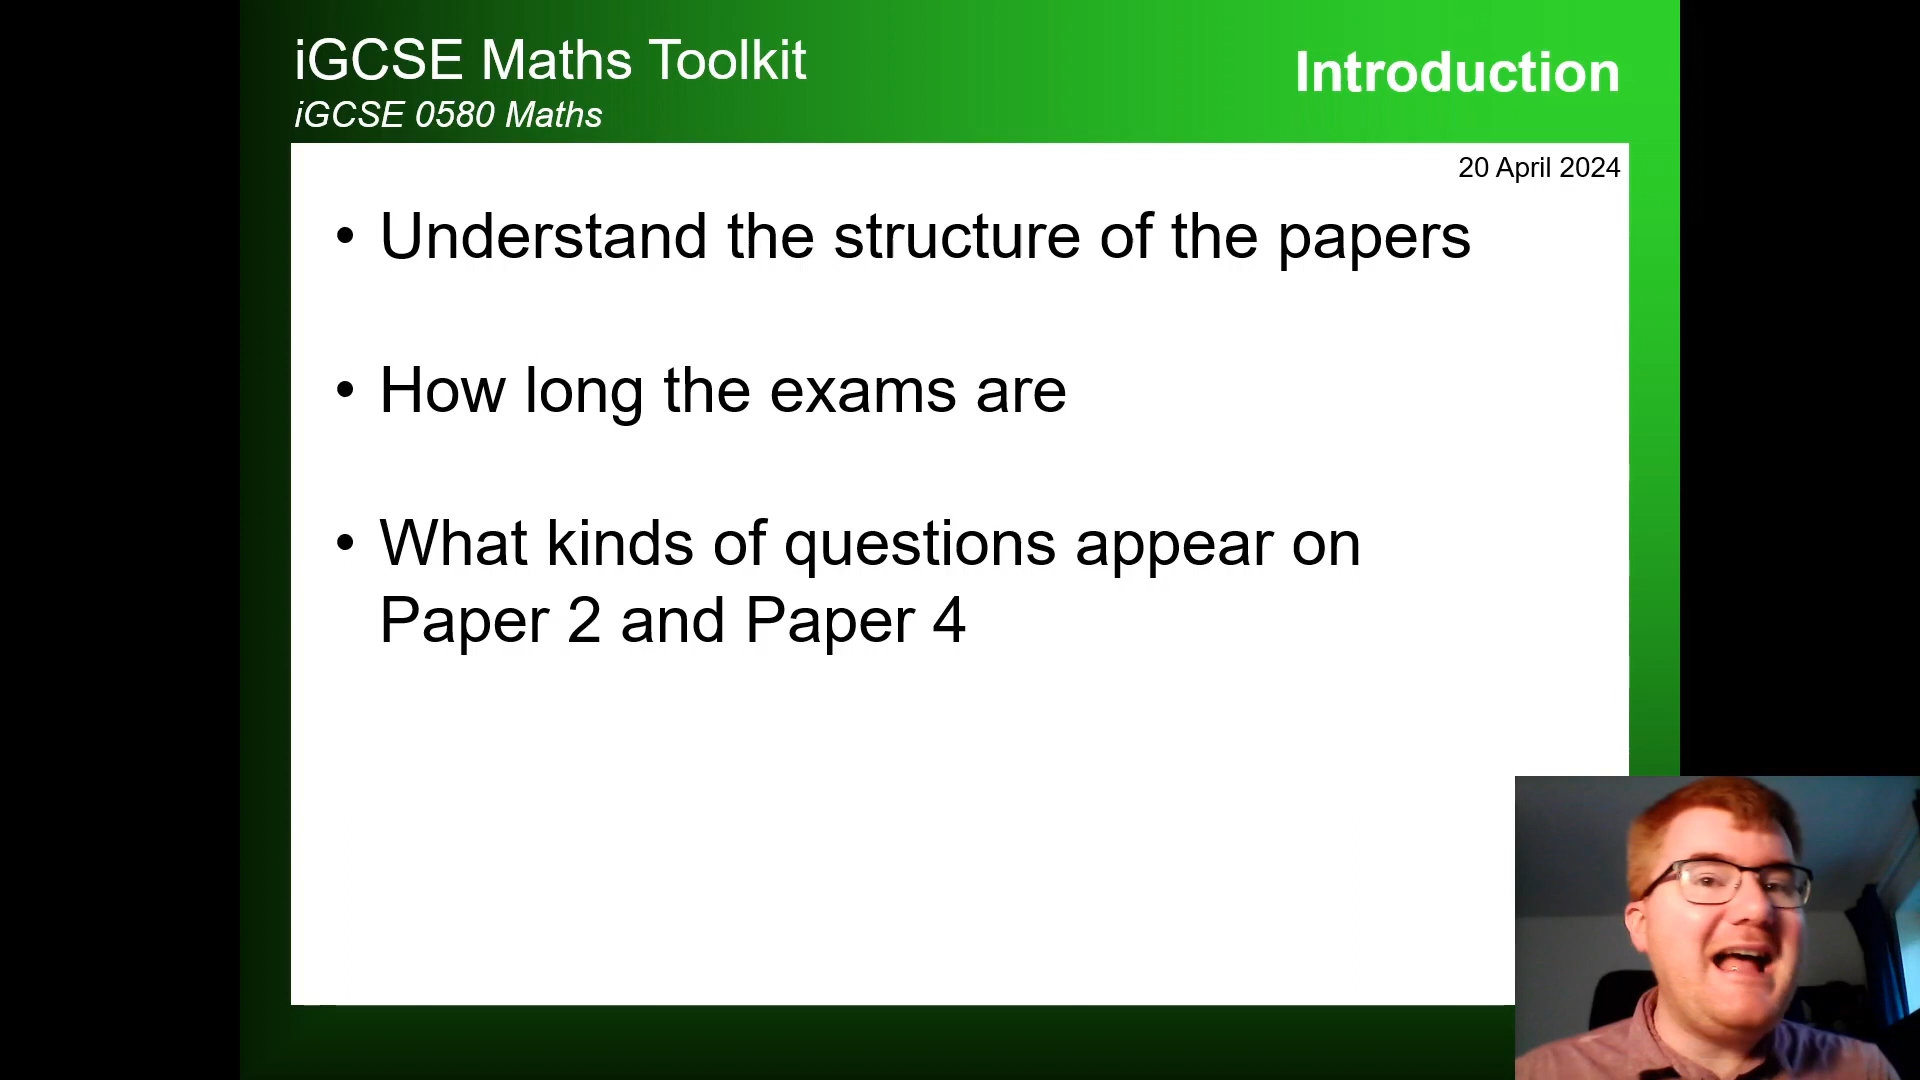 iGCSE Maths Toolkit
Introduction
iGCSE 0580 Maths
20 April 2024
• Understand the structure of the papers
• How long the exams are
• What kinds of questions appear on
Paper 2 and Paper 4